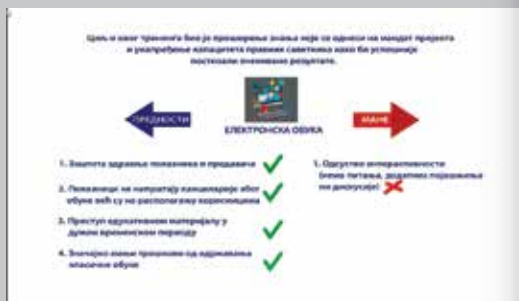 Циљ и овог тренинга био је проширење знања које се односи на мандат пројекта
и унапређење капацитета правних саветника како би успешније
постизали очекиване резултате.
ПРЕДНОСТИ
МАНЕ
ЕЛЕКТРОНСКА ОБУКА
1. Заштита здравља полазника и предавача
2. Полазници не напуштају канцеларије због
обуке већ су на располагању корисницима
3. Приступ едукативном материјалу у
дужем временском периоду
4. Значајно мањи трошкови од одржавања
класичне обуке
1. Одсуство интерактивности
(нема питања, додатних појашњења
ни дискусије)